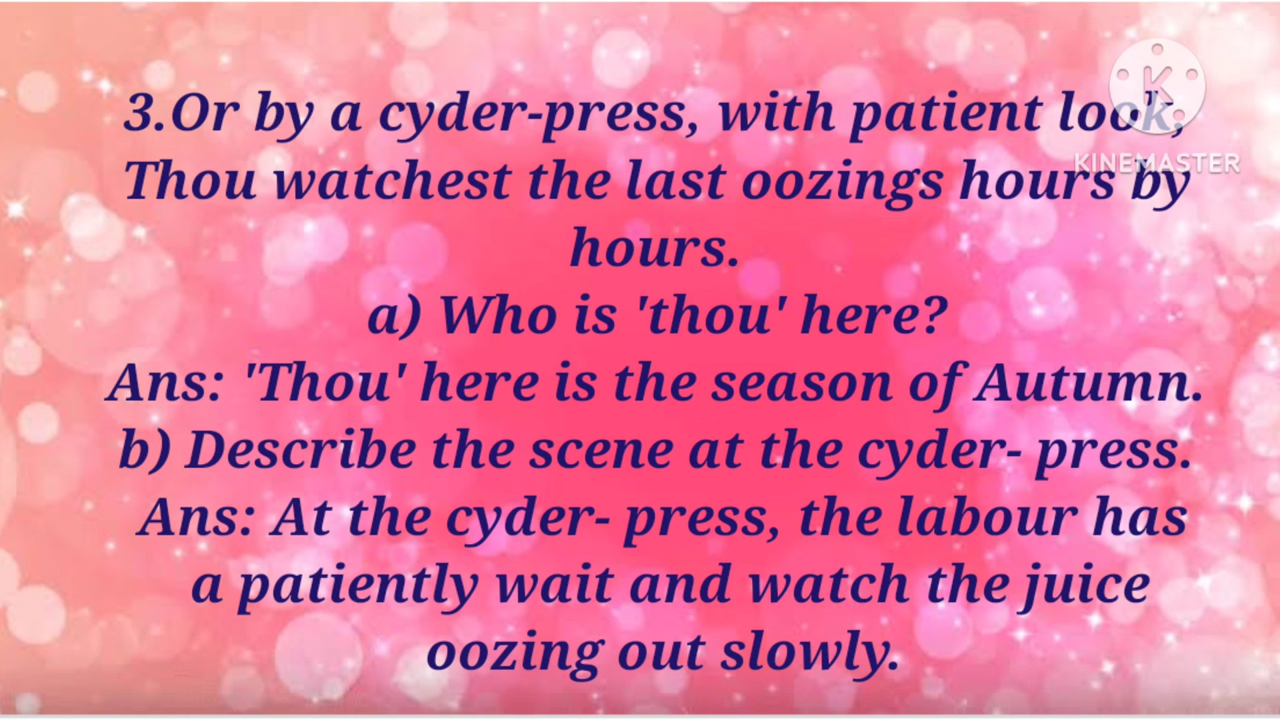 3.Or by a cyder-press, with patient look,
Thou watchest the last oozings hours by
hours.
a) Who is 'thou' here?
Ans: 'Thou' here is the season of Autumn.
b) Describe the scene at the cyder- press.
Ans: At the cyder- press, the labour has
a patiently wait and watch the juice
oozing out slowly.
K
KINEMASTER